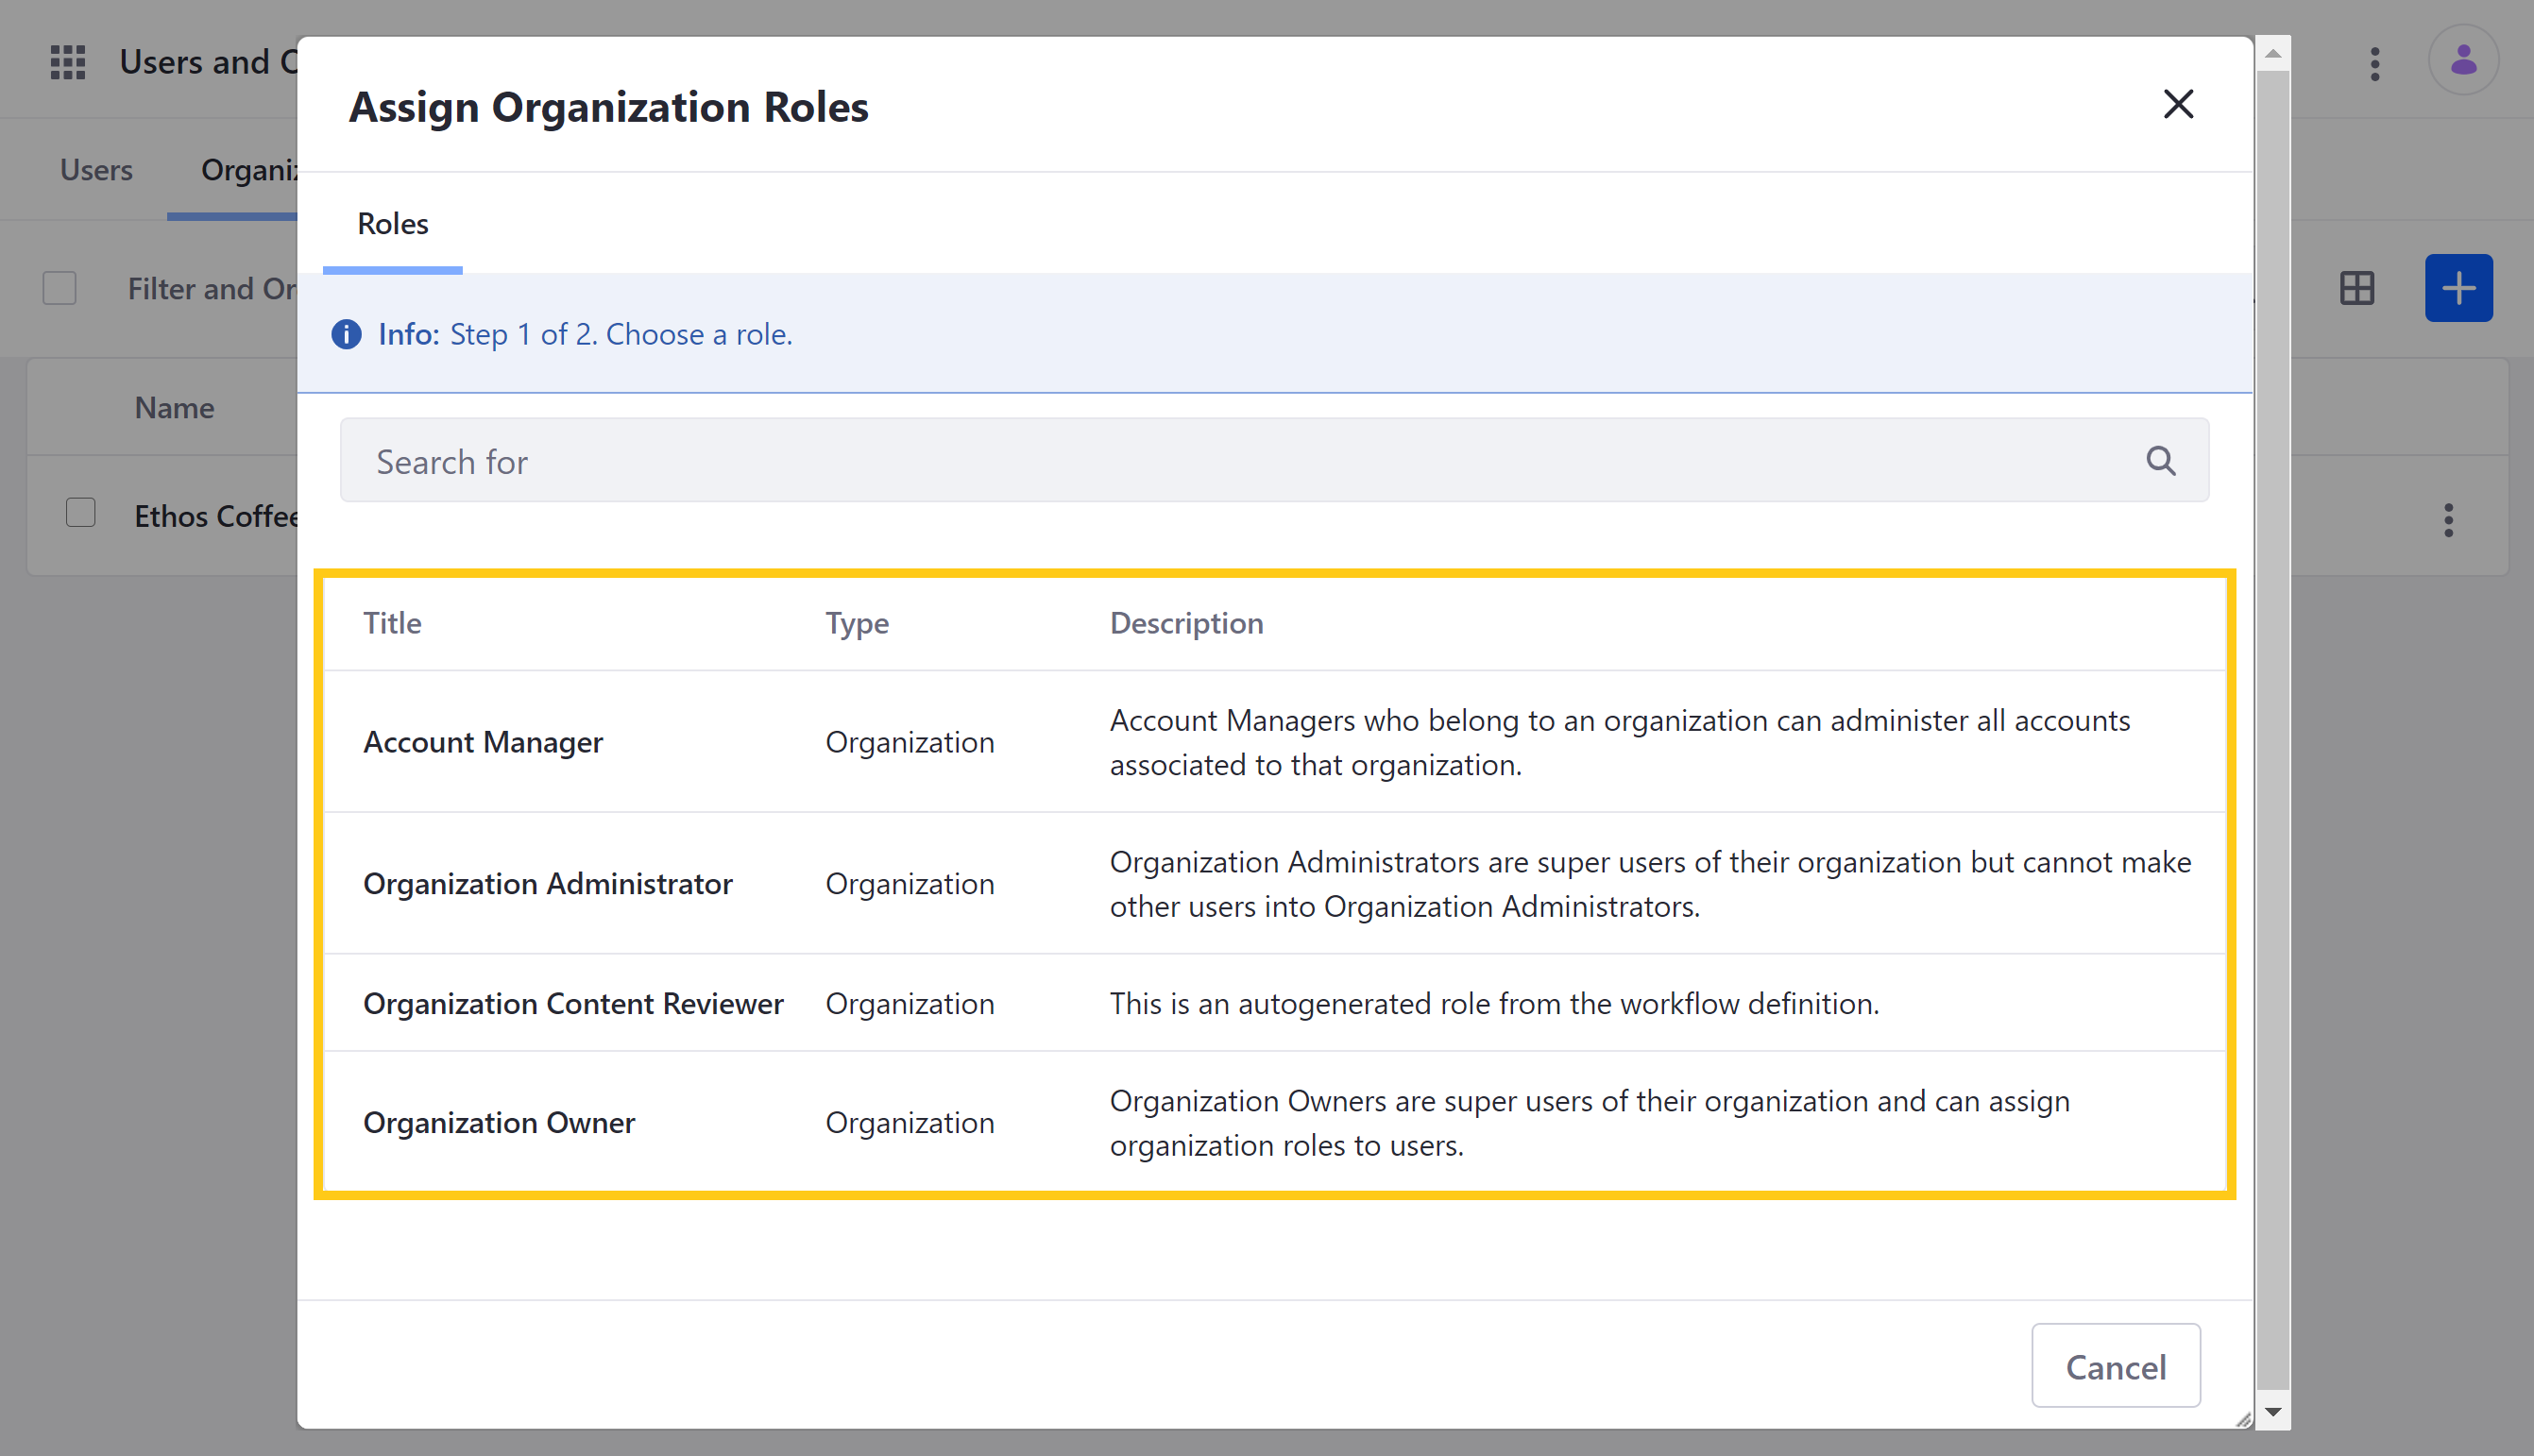 Users and
Assign Organization Roles
Users
Roles
Filter and
Info: Step 1 of 2. Choose a role.
Name
Search for
Ethos Coffee
Title Type Description
Account Manager Organization Account Managers who belong to an organization can administer all accounts
associated to that organization.
Organization Administrator Organization Organization Administrators are super users of their organization but cannot make
other users into Organization Administrators.
Organization Content Reviewer Organization This is an autogenerated role from the workflow definition.
Organization Owner Organization Organization Owners are super users of their organization and can assign
organization roles to users.
Cancel